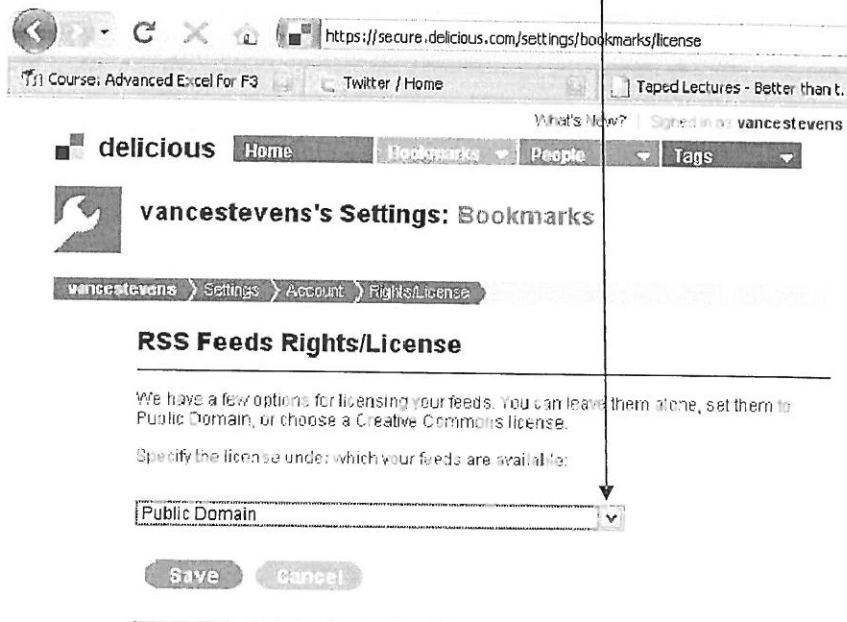 https://secure.delicious.com/settings/bookmarks/license
Course: Advanced Excel for F3 Twitter / Home Taped Lectures - Better than t.
What's New? Signed in as vancestevens
delicious Home Bookmarks People Tags
vancestevens's Settings: Bookmarks
vancestevens Settings Account Rights/License
RSS Feeds Rights/License
We have a few options for licensing your feeds. You can leave them alone, set them to
Public Domain, or choose a Creative Commons license.
Specify the license under which your feeds are available:
Public Domain
Save Cancel